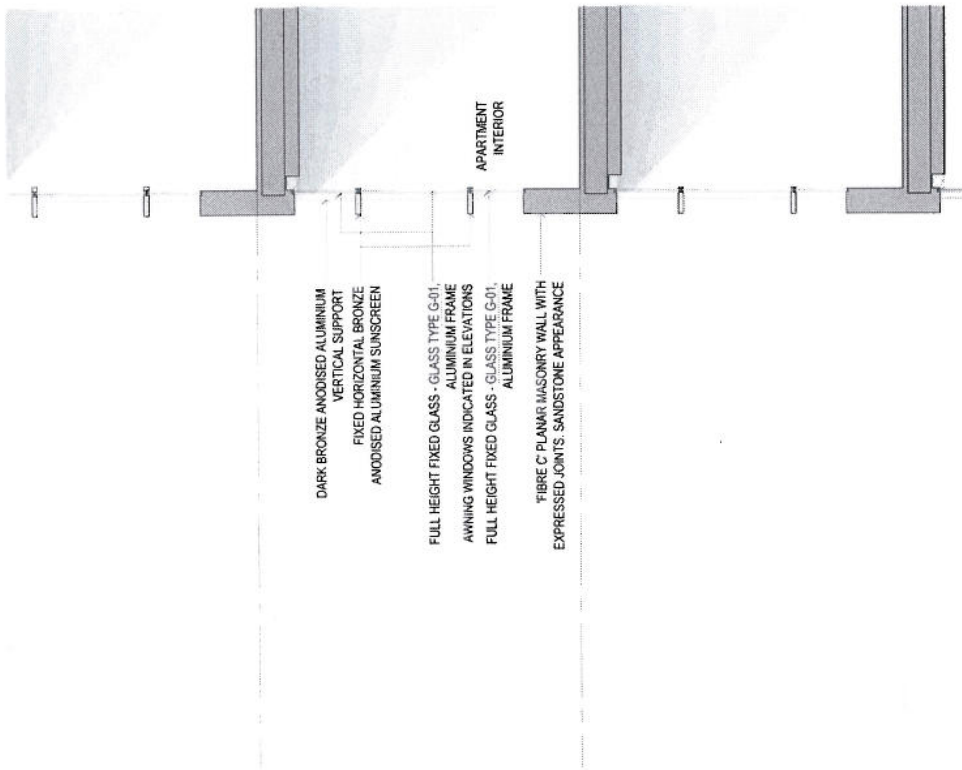 DARK BRONZE ANODISED ALUMINIUM
VERTICAL SUPPORT
FIXED HORIZONTAL BRONZE
ANODISED ALUMINIUM SUNSCREEN
FULL HEIGHT FIXED GLASS - GLASS TYPE G-01,
ALUMINIUM FRAME
AWNING WINDOWS INDICATED IN ELEVATIONS
FULL HEIGHT FIXED GLASS - GLASS TYPE G-01,
ALUMINIUM FRAME
'FIBRE C' PLANAR MASONRY WALL WITH
EXPRESSED JOINTS. SANDSTONE APPEARANCE
APARTMENT
INTERIOR